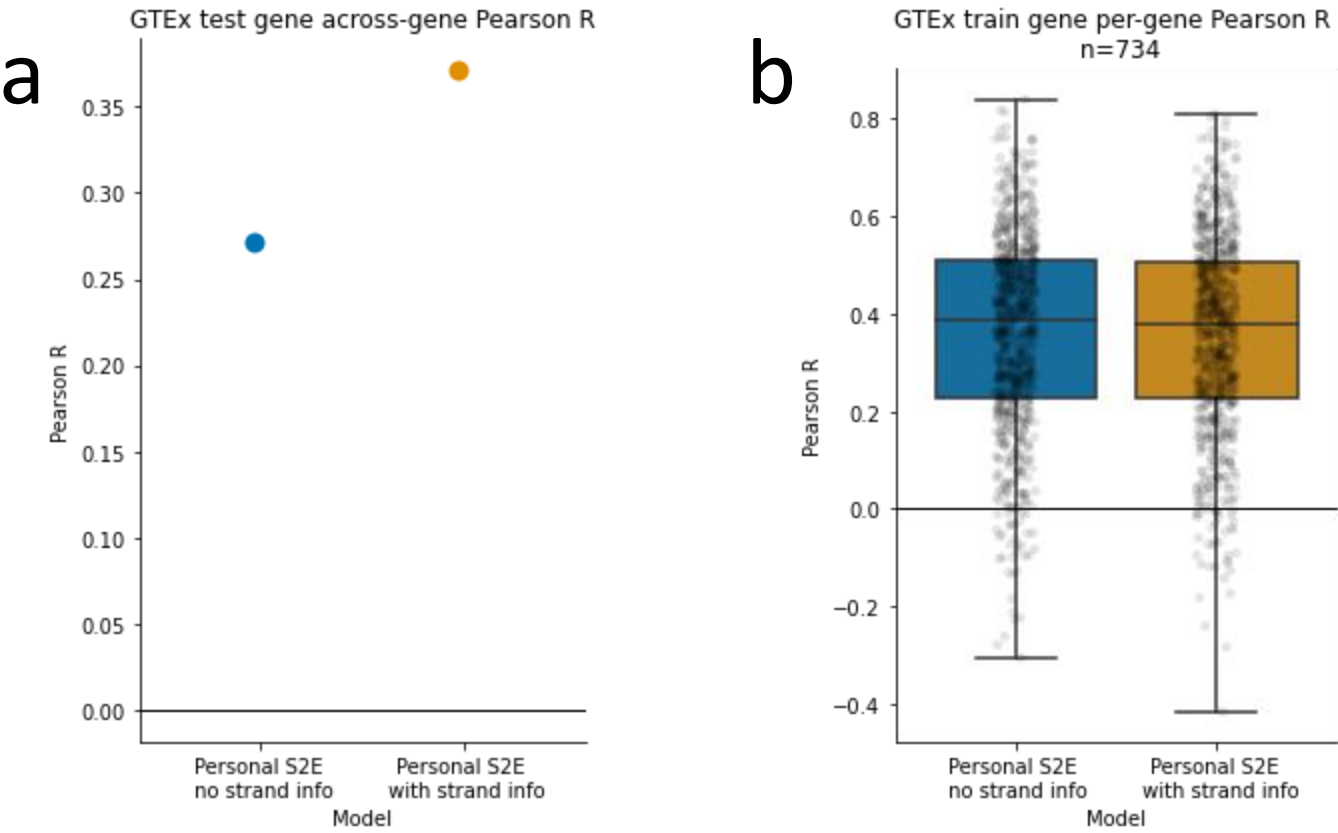 a
GTEx test gene across-gene Pearson R
0.35
0.30
0.25
0.20
0.15
0.10
0.05
0.00
Pearson R
Personal S2E
no strand info
Personal S2E
with strand info
Model
b
GTEx train gene per-gene Pearson R
n=734
0.8
0.6
0.4
0.2
0.0
−0.2
−0.4
Pearson R
Personal S2E
no strand info
Personal S2E
with strand info
Model